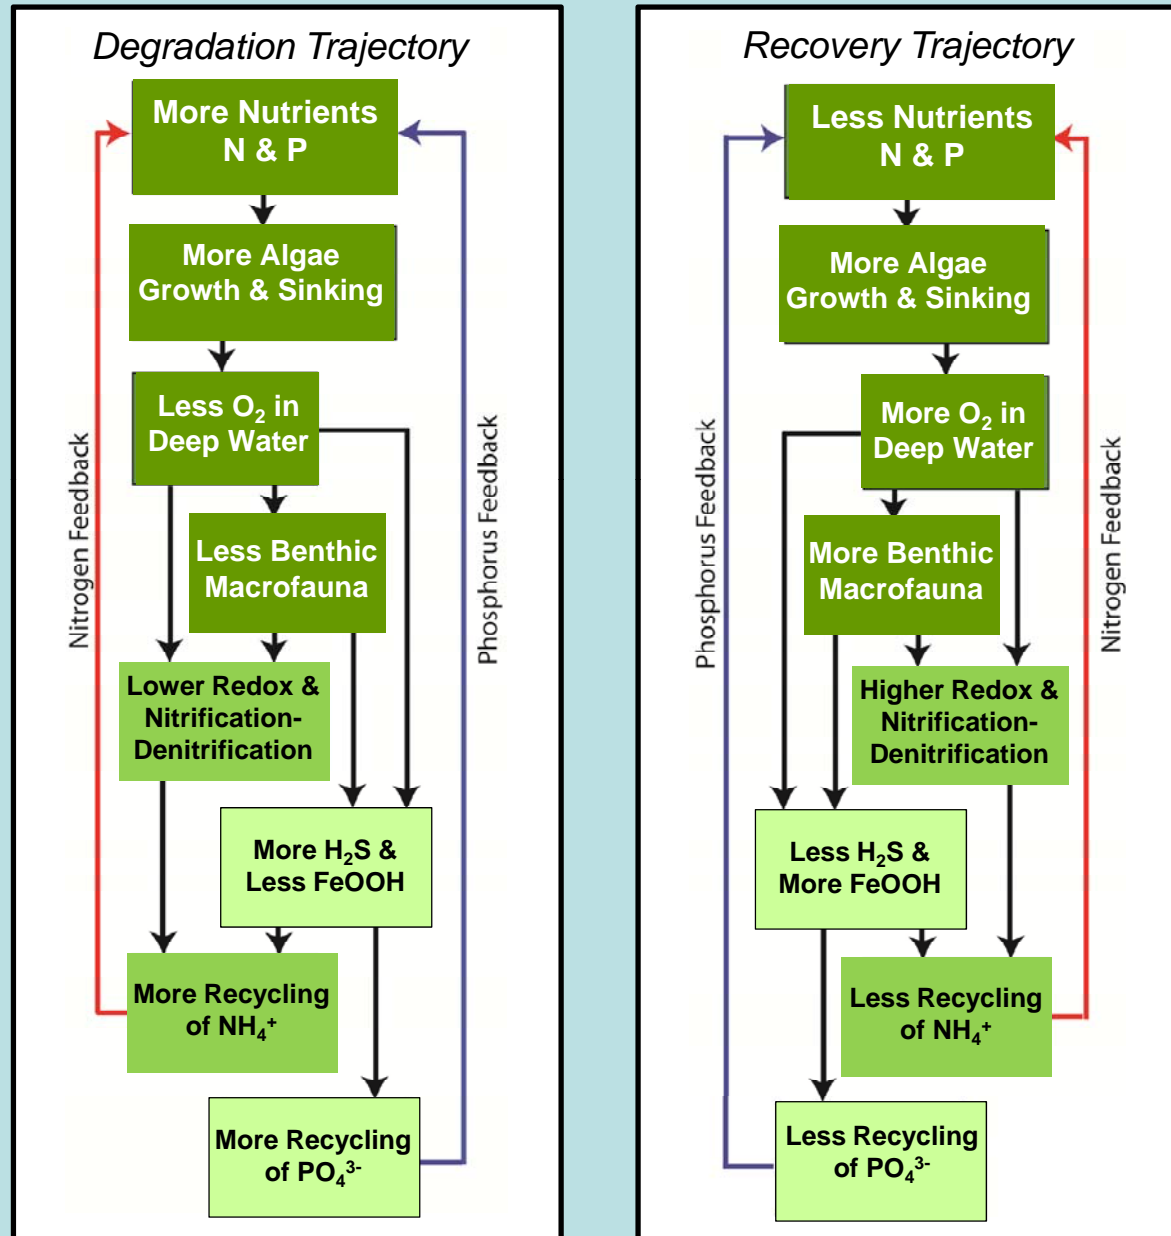 Degradation Trajectory
More Nutrients
N & P
More Algae
Growth & Sinking
Less O₂ in
Deep Water
Less Benthic
Macrofauna
Lower Redox &
Nitrification-
Denitrification
More H₂S &
Less FeOOH
More Recycling
of NH₄⁺
More Recycling
of PO₄³⁻
Nitrogen Feedback
Phosphorus Feedback
Recovery Trajectory
Less Nutrients
N & P
More Algae
Growth & Sinking
More O₂ in
Deep Water
More Benthic
Macrofauna
Higher Redox &
Nitrification-
Denitrification
Less H₂S &
More FeOOH
Less Recycling
of NH₄⁺
Less Recycling
of PO₄³⁻
Phosphorus Feedback
Nitrogen Feedback